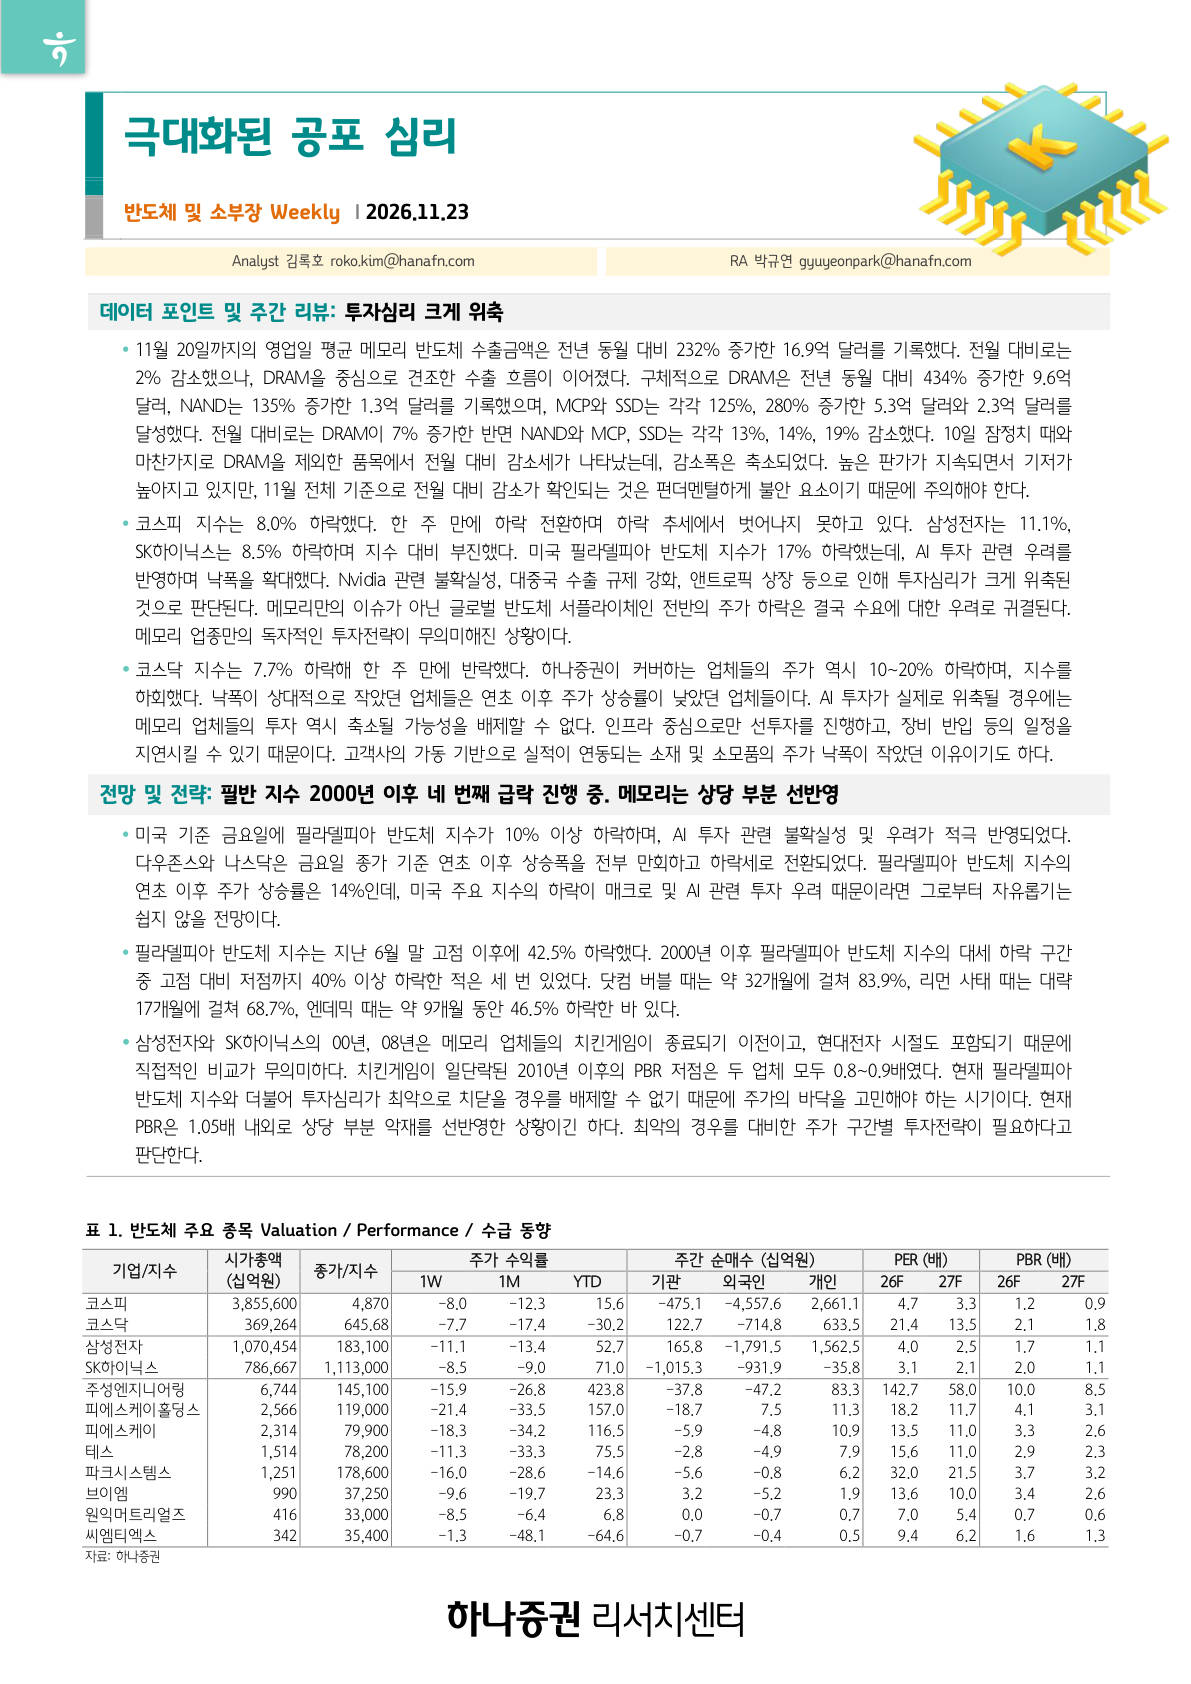 극대화된 공포 심리
반도체 및 소부장 Weekly | 2026.11.23
Analyst 김록호 roko.kim@hanafn.com
RA 박규연 gyuyeonpark@hanafn.com
데이터 포인트 및 주간 리뷰: 투자심리 크게 위축
• 11월 20일까지의 영업일 평균 메모리 반도체 수출금액은 전년 동월 대비 232% 증가한 16.9억 달러를 기록했다. 전월 대비로는
2% 감소했으나, DRAM을 중심으로 견조한 수출 흐름이 이어졌다. 구체적으로 DRAM은 전년 동월 대비 434% 증가한 9.6억
달러, NAND는 135% 증가한 1.3억 달러를 기록했으며, MCP와 SSD는 각각 125%, 280% 증가한 5.3억 달러와 2.3억 달러를
달성했다. 전월 대비로는 DRAM이 7% 증가한 반면 NAND와 MCP, SSD는 각각 13%, 14%, 19% 감소했다. 10일 잠정치 때와
마찬가지로 DRAM을 제외한 품목에서 전월 대비 감소세가 나타났는데, 감소폭은 축소되었다. 높은 판가가 지속되면서 기저가
높아지고 있지만, 11월 전체 기준으로 전월 대비 감소가 확인되는 것은 펀더멘털하게 불안 요소이기 때문에 주의해야 한다.
• 코스피 지수는 8.0% 하락했다. 한 주 만에 하락 전환하며 하락 추세에서 벗어나지 못하고 있다. 삼성전자는 11.1%,
SK하이닉스는 8.5% 하락하며 지수 대비 부진했다. 미국 필라델피아 반도체 지수가 17% 하락했는데, AI 투자 관련 우려를
반영하며 낙폭을 확대했다. Nvidia 관련 불확실성, 대중국 수출 규제 강화, 앤트로픽 상장 등으로 인해 투자심리가 크게 위축된
것으로 판단된다. 메모리만의 이슈가 아닌 글로벌 반도체 서플라이체인 전반의 주가 하락은 결국 수요에 대한 우려로 귀결된다.
메모리 업종만의 독자적인 투자전략이 무의미해진 상황이다.
• 코스닥 지수는 7.7% 하락해 한 주 만에 반락했다. 하나증권이 커버하는 업체들의 주가 역시 10~20% 하락하며, 지수를
하회했다. 낙폭이 상대적으로 작았던 업체들은 연초 이후 주가 상승률이 낮았던 업체들이다. AI 투자가 실제로 위축될 경우에는
메모리 업체들의 투자 역시 축소될 가능성을 배제할 수 없다. 인프라 중심으로만 선투자를 진행하고, 장비 반입 등의 일정을
지연시킬 수 있기 때문이다. 고객사의 가동 기반으로 실적이 연동되는 소재 및 소모품의 주가 낙폭이 작았던 이유이기도 하다.
전망 및 전략: 필반 지수 2000년 이후 네 번째 급락 진행 중. 메모리는 상당 부분 선반영
• 미국 기준 금요일에 필라델피아 반도체 지수가 10% 이상 하락하며, AI 투자 관련 불확실성 및 우려가 적극 반영되었다.
다우존스와 나스닥은 금요일 종가 기준 연초 이후 상승폭을 전부 만회하고 하락세로 전환되었다. 필라델피아 반도체 지수의
연초 이후 주가 상승률은 14%인데, 미국 주요 지수의 하락이 매크로 및 AI 관련 투자 우려 때문이라면 그로부터 자유롭기는
쉽지 않을 전망이다.
• 필라델피아 반도체 지수는 지난 6월 말 고점 이후에 42.5% 하락했다. 2000년 이후 필라델피아 반도체 지수의 대세 하락 구간
중 고점 대비 저점까지 40% 이상 하락한 적은 세 번 있었다. 닷컴 버블 때는 약 32개월에 걸쳐 83.9%, 리먼 사태 때는 대략
17개월에 걸쳐 68.7%, 엔데믹 때는 약 9개월 동안 46.5% 하락한 바 있다.
• 삼성전자와 SK하이닉스의 00년, 08년은 메모리 업체들의 치킨게임이 종료되기 이전이고, 현대전자 시절도 포함되기 때문에
직접적인 비교가 무의미하다. 치킨게임이 일단락된 2010년 이후의 PBR 저점은 두 업체 모두 0.8~0.9배였다. 현재 필라델피아
반도체 지수와 더불어 투자심리가 최악으로 치닫을 경우를 배제할 수 없기 때문에 주가의 바닥을 고민해야 하는 시기이다. 현재
PBR은 1.05배 내외로 상당 부분 악재를 선반영한 상황이긴 하다. 최악의 경우를 대비한 주가 구간별 투자전략이 필요하다고
판단한다.
표 1. 반도체 주요 종목 Valuation / Performance / 수급 동향
기업/지수 시가총액 (십억원) 종가/지수 주가 수익률 주간 순매수 (십억원) PER (배) PBR (배)
1W 1M YTD 기관 외국인 개인 26F 27F 26F 27F
코스피 3,855,600 4,870 -8.0 -12.3 15.6 -475.1 -4,557.6 2,661.1 4.7 3.3 1.2 0.9
코스닥 369,264 645.68 -7.7 -17.4 -30.2 122.7 -714.8 633.5 21.4 13.5 2.1 1.8
삼성전자 1,070,454 183,100 -11.1 -13.4 52.7 165.8 -1,791.5 1,562.5 4.0 2.5 1.7 1.1
SK하이닉스 786,667 1,113,000 -8.5 -9.0 71.0 -1,015.3 -931.9 -35.8 3.1 2.1 2.0 1.1
주성엔지니어링 6,744 145,100 -15.9 -26.8 423.8 -37.8 -47.2 83.3 142.7 58.0 10.0 8.5
피에스케이홀딩스 2,566 119,000 -21.4 -33.5 157.0 -18.7 7.5 11.3 18.2 11.7 4.1 3.1
피에스케이 2,314 79,900 -18.3 -34.2 116.5 -5.9 -4.8 10.9 13.5 11.0 3.3 2.6
테스 1,514 78,200 -11.3 -33.3 75.5 -2.8 -4.9 7.9 15.6 11.0 2.9 2.3
파크시스템스 1,251 178,600 -16.0 -28.6 -14.6 -5.6 -0.8 6.2 32.0 21.5 3.7 3.2
브이엠 990 37,250 -9.6 -19.7 23.3 3.2 -5.2 1.9 13.6 10.0 3.4 2.6
원익머트리얼즈 416 33,000 -8.5 -6.4 6.8 0.0 -0.7 0.7 7.0 5.4 0.7 0.6
씨엠티엑스 342 35,400 -1.3 -48.1 -64.6 -0.7 -0.4 0.5 9.4 6.2 1.6 1.3
자료: 하나증권
하나증권 리서치센터